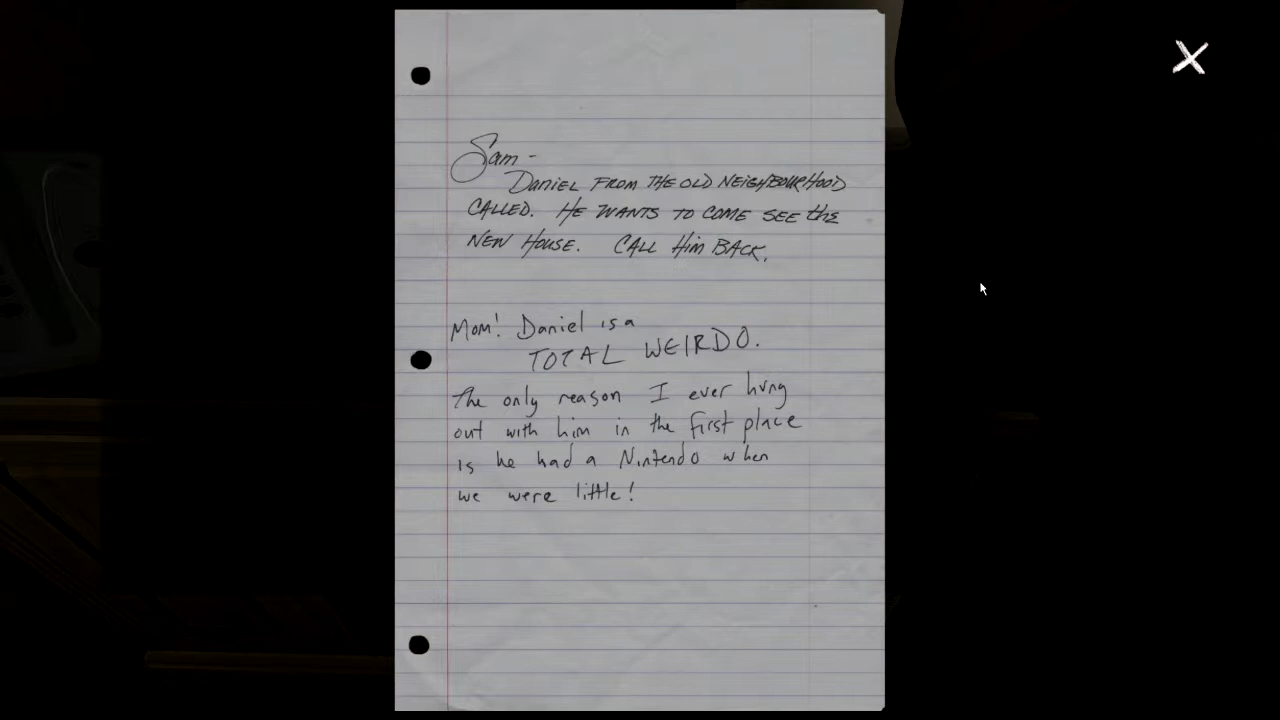 Sam -
DANIEL FROM THE OLD NEIGHBOURHOOD
CALLED. HE WANTS TO COME SEE the
NEW HOUSE. CALL HIM BACK.
Mom! Daniel is a
TOTAL WEIRDO.
The only reason I ever hung
out with him in the first place
is he had a Nintendo when
we were little!